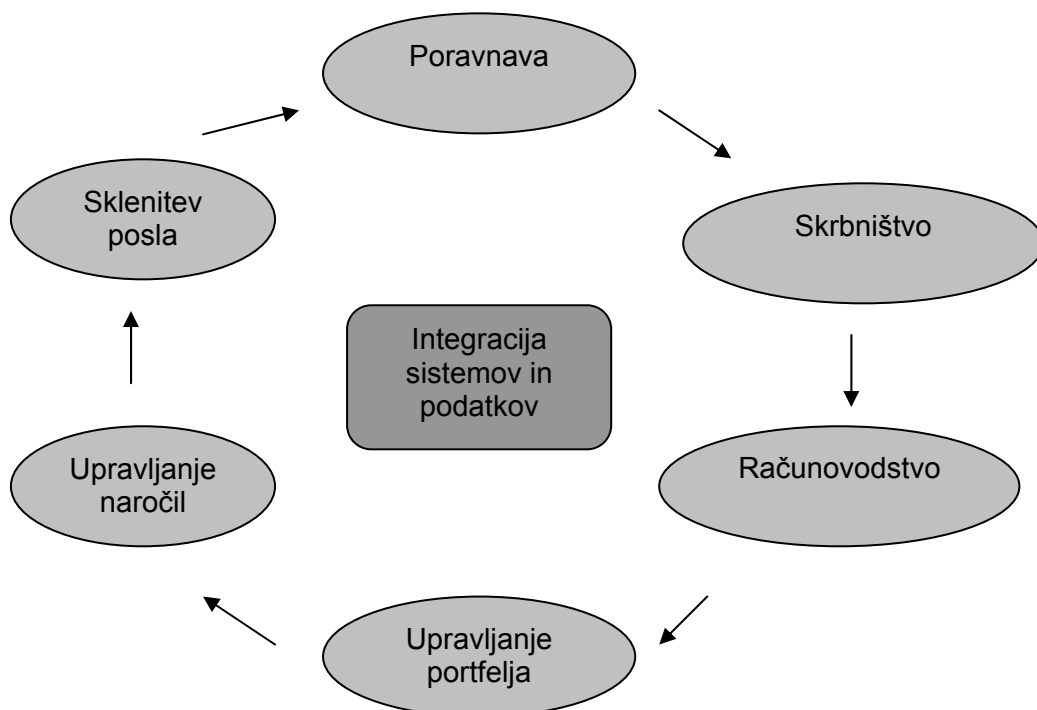 Poravnava
Sklenitev
posla
Skrbništvo
Integracija
sistemov in
podatkov
Upravljanje
naročil
Računovodstvo
Upravljanje
portfelja